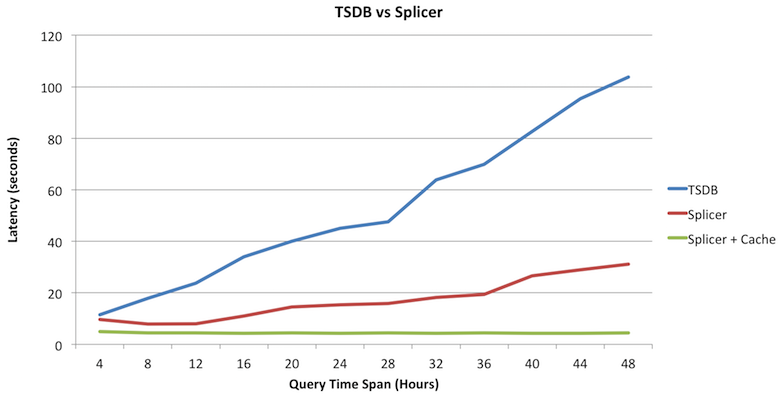 TSDB vs Splicer
120
100
80
60
40
20
0
Latency (seconds)
4 8 12 16 20 24 28 32 36 40 44 48
Query Time Span (Hours)
TSDB
Splicer
Splicer + Cache